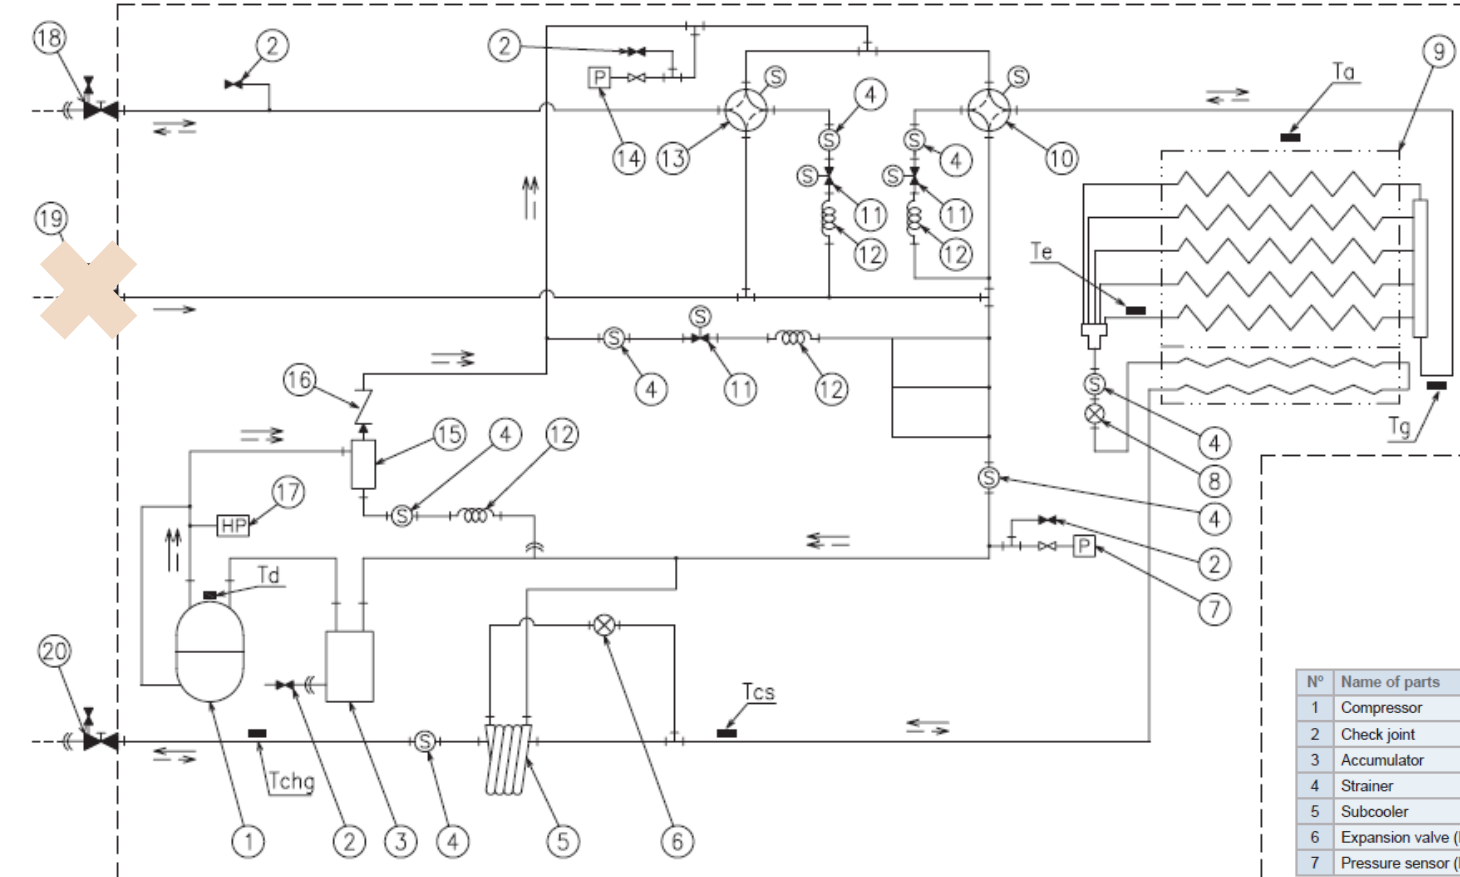 18
2
2
S
S
4
9
Ta
P
14
13
S
S
4
10
S
S
11
11
12
12
19
Te
S
S
4
11
12
16
15
4
12
S
4
8
Tg
17
HP
S
S
4
P
2
7
Td
20
Tcs
S
Tchg
1
2
3
4
5
6
Nº Name of parts
1 Compressor
2 Check joint
3 Accumulator
4 Strainer
5 Subcooler
6 Expansion valve (
7 Pressure sensor (